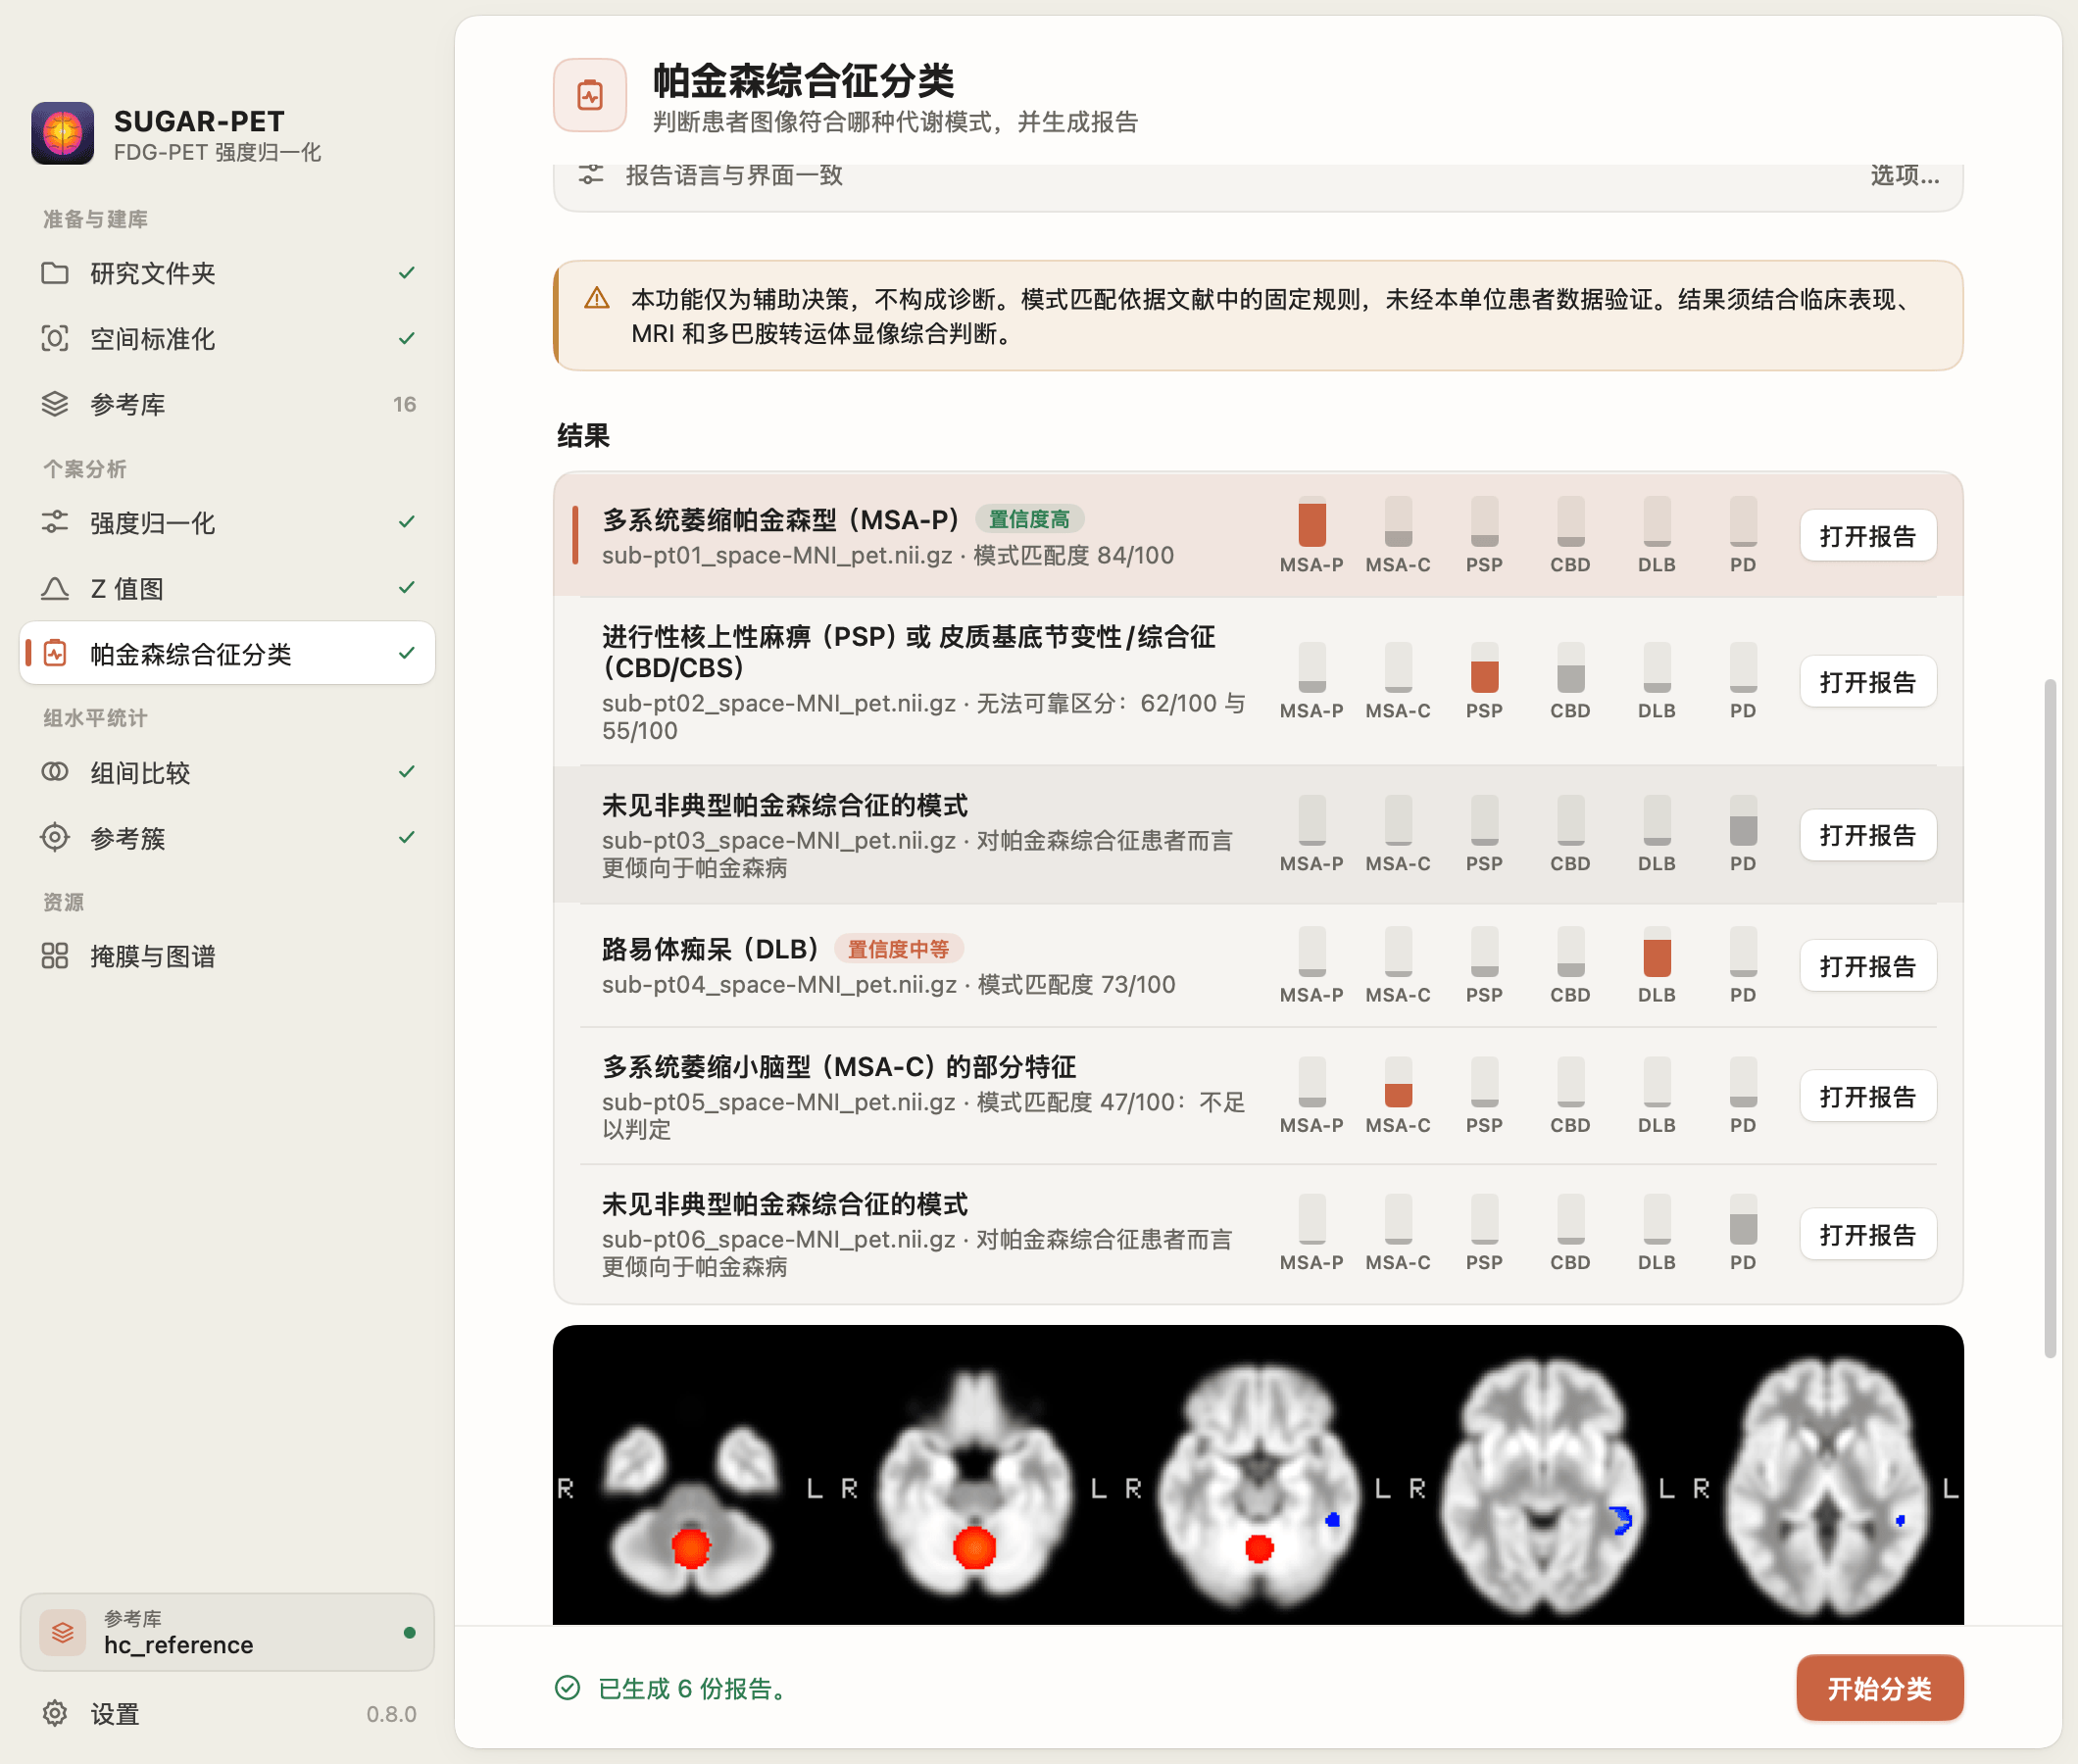 SUGAR-PET
FDG-PET 强度归一化
准备与建库
研究文件夹
空间标准化
参考库
16
个案分析
强度归一化
Z 值图
帕金森综合征分类
组水平统计
组间比较
参考簇
资源
掩膜与图谱
参考库
hc_reference
设置
0.8.0
帕金森综合征分类
判断患者图像符合哪种代谢模式，并生成报告
报告语言与界面一致
选项...
本功能仅为辅助决策，不构成诊断。模式匹配依据文献中的固定规则，未经本单位患者数据验证。结果须结合临床表现、
MRI 和多巴胺转运体显像综合判断。
结果
多系统萎缩帕金森型（MSA-P） 置信度高
sub-pt01_space-MNI_pet.nii.gz · 模式匹配度 84/100
MSA-P MSA-C PSP CBD DLB PD
打开报告
进行性核上性麻痹（PSP）或 皮质基底节变性/综合征
（CBD/CBS）
sub-pt02_space-MNI_pet.nii.gz · 无法可靠区分：62/100 与
55/100
MSA-P MSA-C PSP CBD DLB PD
打开报告
未见非典型帕金森综合征的模式
sub-pt03_space-MNI_pet.nii.gz · 对帕金森综合征患者而言
更倾向于帕金森病
MSA-P MSA-C PSP CBD DLB PD
打开报告
路易体痴呆（DLB） 置信度中等
sub-pt04_space-MNI_pet.nii.gz · 模式匹配度 73/100
MSA-P MSA-C PSP CBD DLB PD
打开报告
多系统萎缩小脑型（MSA-C）的部分特征
sub-pt05_space-MNI_pet.nii.gz · 模式匹配度 47/100：不足
以判定
MSA-P MSA-C PSP CBD DLB PD
打开报告
未见非典型帕金森综合征的模式
sub-pt06_space-MNI_pet.nii.gz · 对帕金森综合征患者而言
更倾向于帕金森病
MSA-P MSA-C PSP CBD DLB PD
打开报告
R L R L R L R L R L
已生成 6 份报告。
开始分类